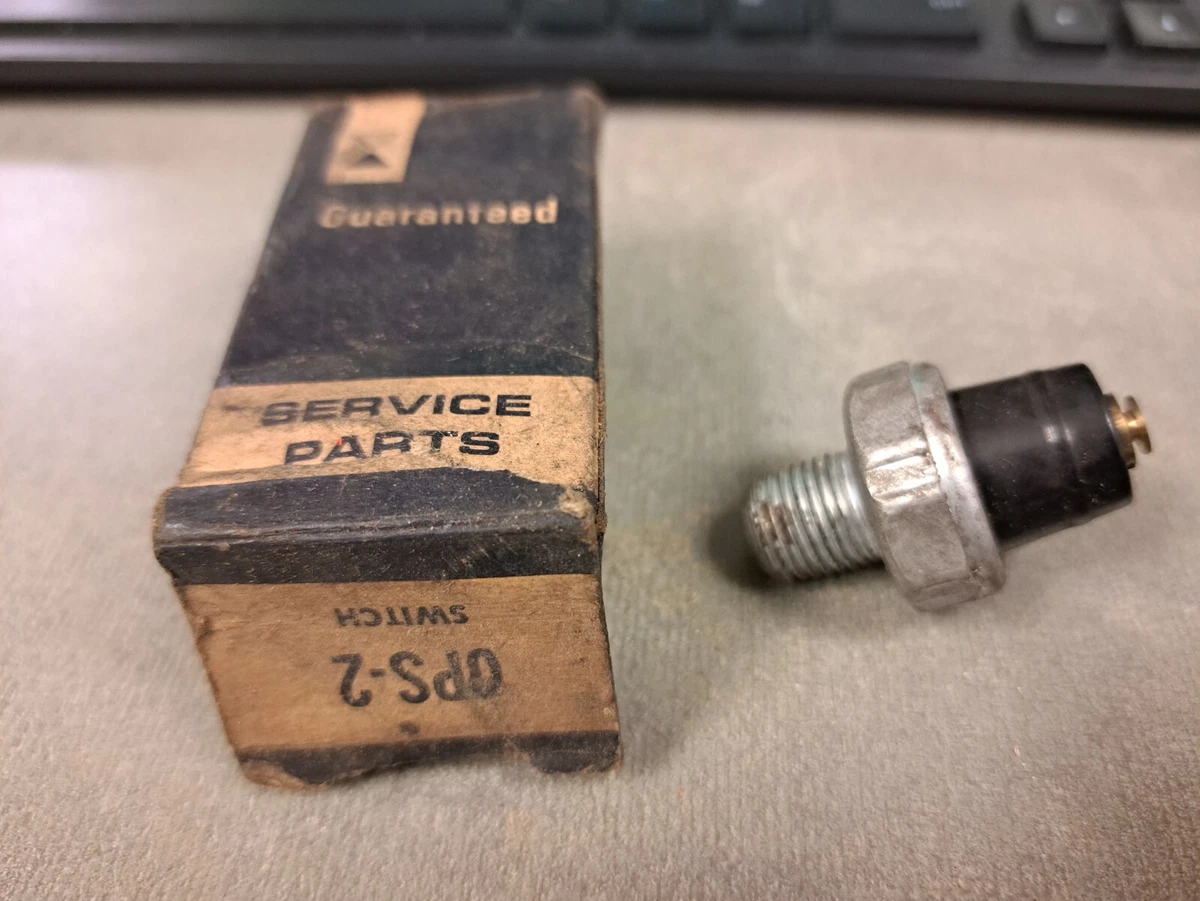 Guaranteed
SERVICE
PARTS
SWITCH
OPS-2